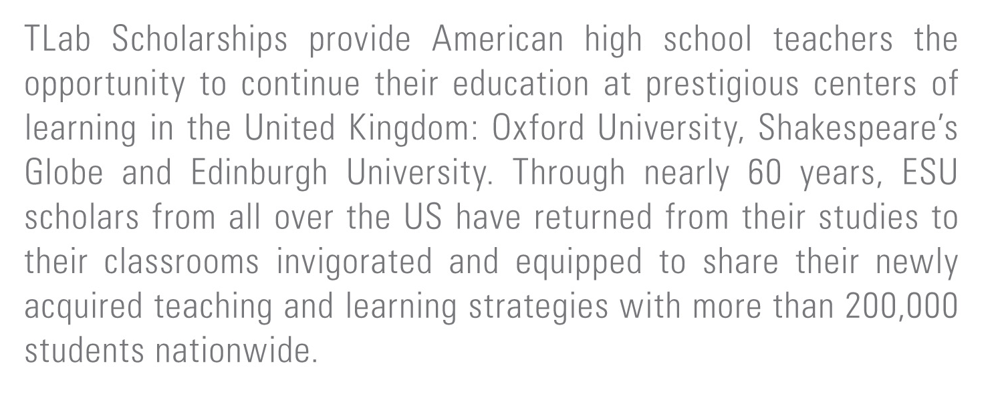 TLab Scholarships provide American high school teachers the
opportunity to continue their education at prestigious centers of
learning in the United Kingdom: Oxford University, Shakespeare’s
Globe and Edinburgh University. Through nearly 60 years, ESU
scholars from all over the US have returned from their studies to
their classrooms invigorated and equipped to share their newly
acquired teaching and learning strategies with more than 200,000
students nationwide.